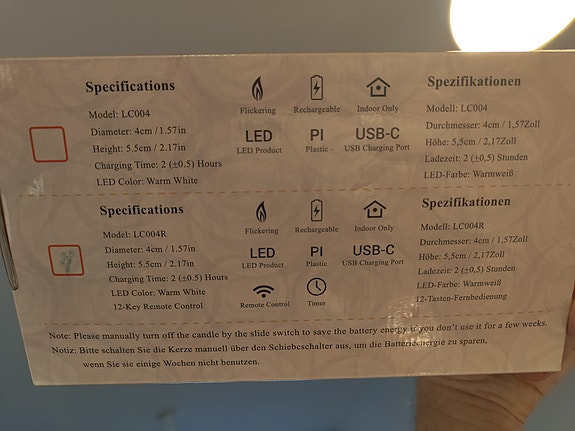 Specifications
Model: LC004
Diameter: 4cm / 1.57in
Height: 5.5cm / 2.17in
Charging Time: 2 (±0.5) Hours
LED Color: Warm White
Flickering
Rechargeable
Indoor Only
LED
LED Product
PI
Plastic
USB-C
USB Charging Port
Spezifikationen
Modell: LC004
Durchmesser: 4cm / 1,57Zoll
Höhe: 5,5cm / 2,17Zoll
Ladezeit: 2 (±0,5) Stunden
LED-Farbe: Warmweiß
Specifications
Model: LC004R
Diameter: 4cm / 1.57in
Height: 5.5cm / 2.17in
Charging Time: 2 (±0.5) Hours
LED Color: Warm White
12-Key Remote Control
Flickering
Rechargeable
Indoor Only
LED
LED Product
PI
Plastic
USB-C
USB Charging Port
Remote Control
Timer
Spezifikationen
Modell: LC004R
Durchmesser: 4cm / 1,57Zoll
Höhe: 5,5cm / 2,17Zoll
Ladezeit: 2 (±0,5) Stunden
LED-Farbe: Warmweiß
12-Tasten-Fernbedienung
Note: Please manually turn off the candle by the slide switch to save the battery energy if you don't use it for a few weeks.
Notiz: Bitte schalten Sie die Kerze manuell über den Schiebeschalter aus, um die Batterieenergie zu sparen,
wenn Sie sie einige Wochen nicht benutzen.